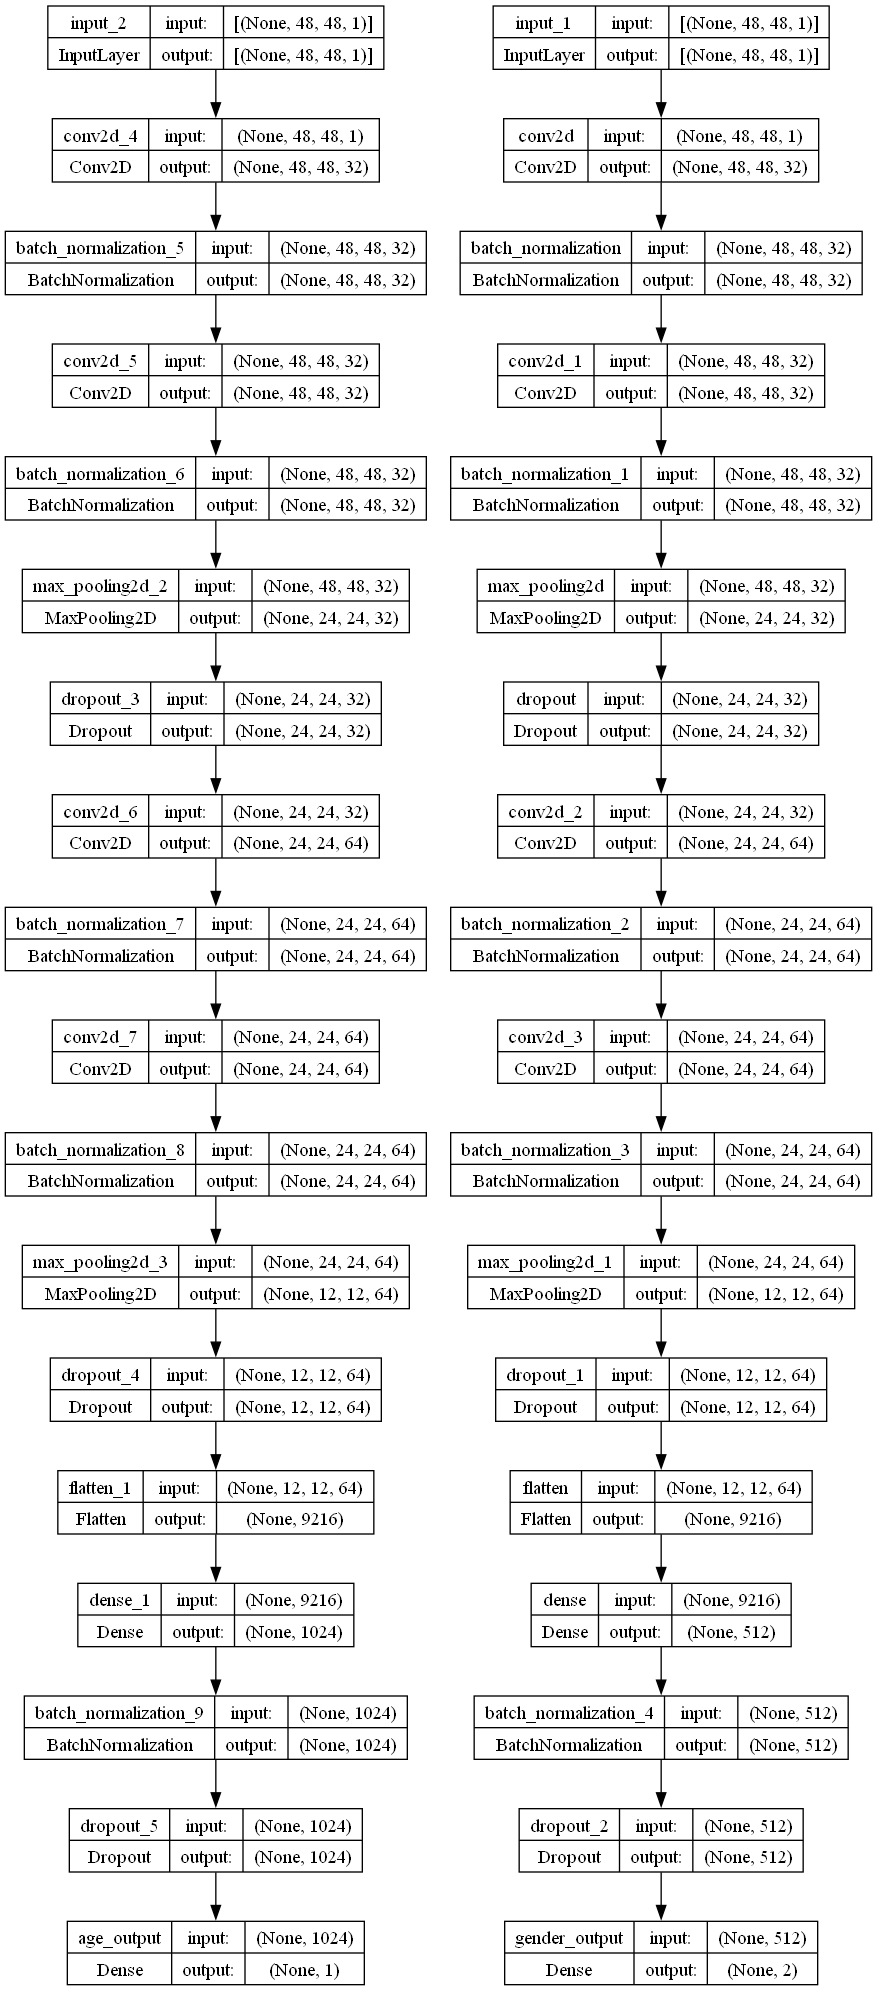 input_2 input: [(None, 48, 48, 1)]
InputLayer output: [(None, 48, 48, 1)]
conv2d_4 input: (None, 48, 48, 1)
Conv2D output: (None, 48, 48, 32)
batch_normalization_5 input: (None, 48, 48, 32)
BatchNormalization output: (None, 48, 48, 32)
conv2d_5 input: (None, 48, 48, 32)
Conv2D output: (None, 48, 48, 32)
batch_normalization_6 input: (None, 48, 48, 32)
BatchNormalization output: (None, 48, 48, 32)
max_pooling2d_2 input: (None, 48, 48, 32)
MaxPooling2D output: (None, 24, 24, 32)
dropout_3 input: (None, 24, 24, 32)
Dropout output: (None, 24, 24, 32)
conv2d_6 input: (None, 24, 24, 32)
Conv2D output: (None, 24, 24, 64)
batch_normalization_7 input: (None, 24, 24, 64)
BatchNormalization output: (None, 24, 24, 64)
conv2d_7 input: (None, 24, 24, 64)
Conv2D output: (None, 24, 24, 64)
batch_normalization_8 input: (None, 24, 24, 64)
BatchNormalization output: (None, 24, 24, 64)
max_pooling2d_3 input: (None, 24, 24, 64)
MaxPooling2D output: (None, 12, 12, 64)
dropout_4 input: (None, 12, 12, 64)
Dropout output: (None, 12, 12, 64)
flatten_1 input: (None, 12, 12, 64)
Flatten output: (None, 9216)
dense_1 input: (None, 9216)
Dense output: (None, 1024)
batch_normalization_9 input: (None, 1024)
BatchNormalization output: (None, 1024)
dropout_5 input: (None, 1024)
Dropout output: (None, 1024)
age_output input: (None, 1024)
Dense output: (None, 1)
input_1 input: [(None, 48, 48, 1)]
InputLayer output: [(None, 48, 48, 1)]
conv2d input: (None, 48, 48, 1)
Conv2D output: (None, 48, 48, 32)
batch_normalization input: (None, 48, 48, 32)
BatchNormalization output: (None, 48, 48, 32)
conv2d_1 input: (None, 48, 48, 32)
Conv2D output: (None, 48, 48, 32)
batch_normalization_1 input: (None, 48, 48, 32)
BatchNormalization output: (None, 48, 48, 32)
max_pooling2d input: (None, 48, 48, 32)
MaxPooling2D output: (None, 24, 24, 32)
dropout input: (None, 24, 24, 32)
Dropout output: (None, 24, 24, 32)
conv2d_2 input: (None, 24, 24, 32)
Conv2D output: (None, 24, 24, 64)
batch_normalization_2 input: (None, 24, 24, 64)
BatchNormalization output: (None, 24, 24, 64)
conv2d_3 input: (None, 24, 24, 64)
Conv2D output: (None, 24, 24, 64)
batch_normalization_3 input: (None, 24, 24, 64)
BatchNormalization output: (None, 24, 24, 64)
max_pooling2d_1 input: (None, 24, 24, 64)
MaxPooling2D output: (None, 12, 12, 64)
dropout_1 input: (None, 12, 12, 64)
Dropout output: (None, 12, 12, 64)
flatten input: (None, 12, 12, 64)
Flatten output: (None, 9216)
dense input: (None, 9216)
Dense output: (None, 512)
batch_normalization_4 input: (None, 512)
BatchNormalization output: (None, 512)
dropout_2 input: (None, 512)
Dropout output: (None, 512)
gender_output input: (None, 512)
Dense output: (None, 2)